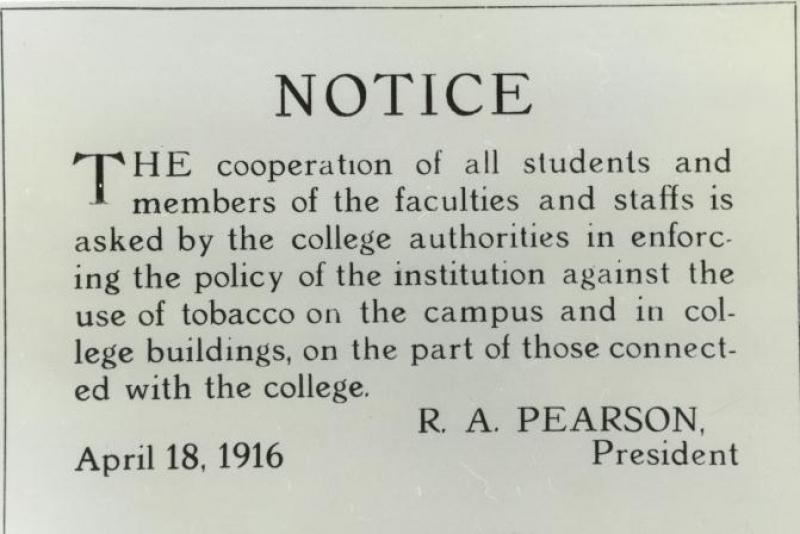 NOTICE
THE cooperation of all students and
members of the faculties and staffs is
asked by the college authorities in enforc-
ing the policy of the institution against the
use of tobacco on the campus and in col-
lege buildings, on the part of those connect-
ed with the college.
R. A. PEARSON,
April 18, 1916 President